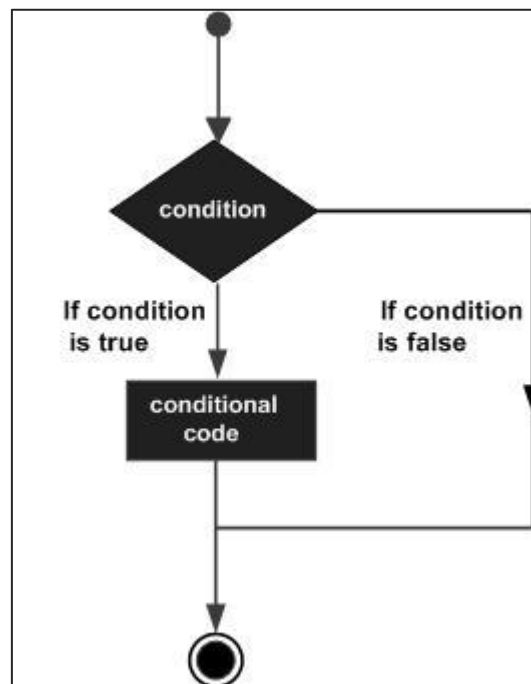 condition
If condition
is true
If condition
is false
conditional
code